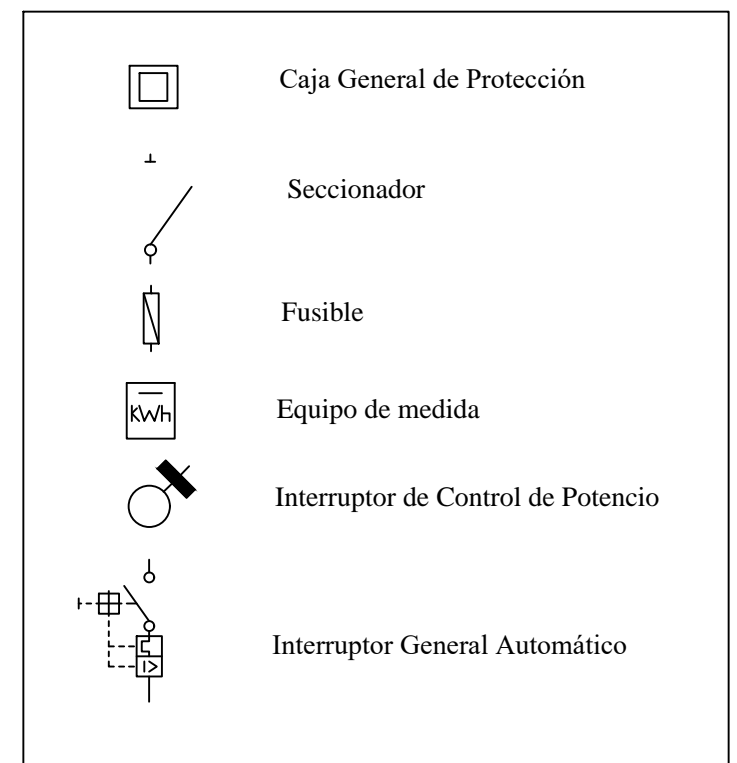 Caja General de Protección
Seccionador
Fusible
KWh
Equipo de medida
Interruptor de Control de Potencio
I>
Interruptor General Automático